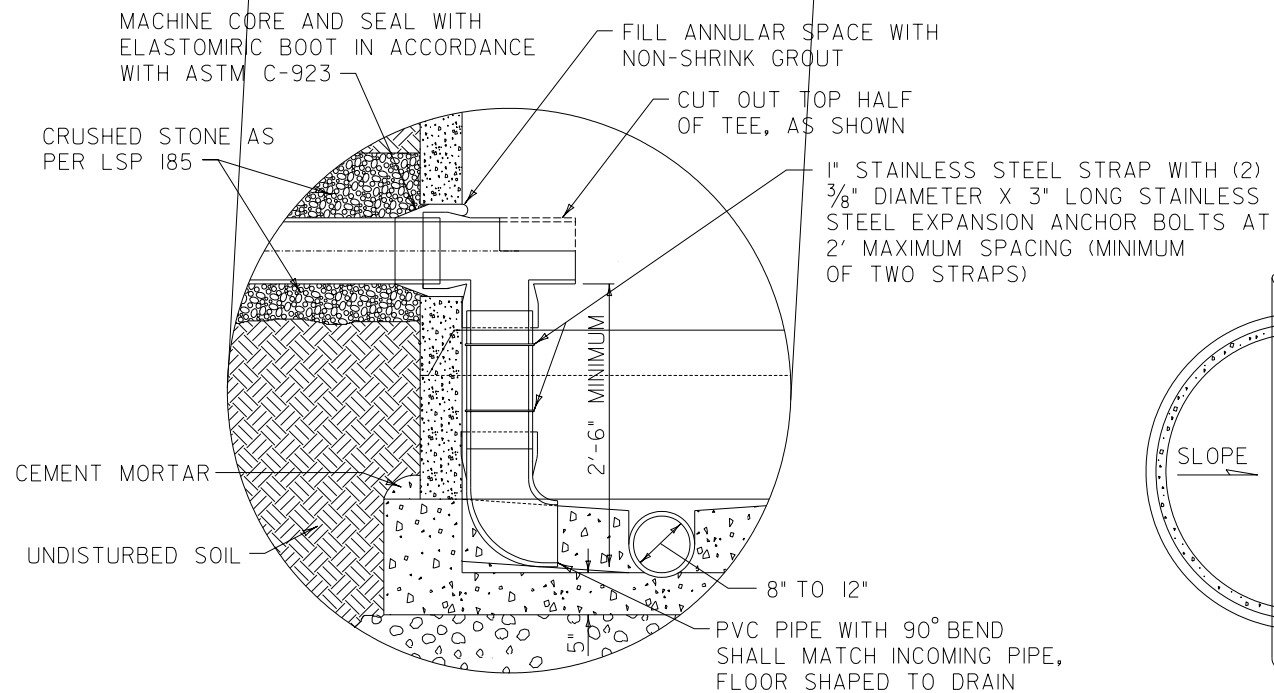 MACHINE CORE AND SEAL WITH
ELASTOMIRIC BOOT IN ACCORDANCE
WITH ASTM C-923
FILL ANNULAR SPACE WITH
NON-SHRINK GROUT
CUT OUT TOP HALF
OF TEE, AS SHOWN
CRUSHED STONE AS
PER LSP 185
1" STAINLESS STEEL STRAP WITH (2)
3/8" DIAMETER X 3" LONG STAINLESS
STEEL EXPANSION ANCHOR BOLTS AT
2' MAXIMUM SPACING (MINIMUM
OF TWO STRAPS)
2'-6" MINIMUM
CEMENT MORTAR
SLOPE
UNDISTURBED SOIL
8" TO 12"
5"
PVC PIPE WITH 90° BEND
SHALL MATCH INCOMING PIPE,
FLOOR SHAPED TO DRAIN